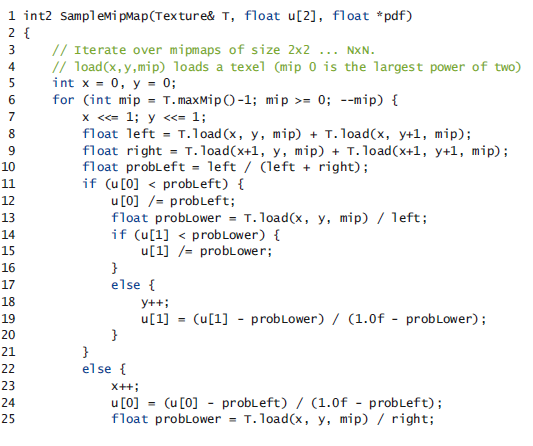 1 int2 SampleMipMap(Texture& T, float u[2], float *pdf)
2 {
3     // Iterate over mipmaps of size 2x2 ... NxN.
4     // load(x,y,mip) loads a texel (mip 0 is the largest power of two)
5     int x = 0, y = 0;
6     for (int mip = T.maxMip()-1; mip >= 0; --mip) {
7         x <<= 1; y <<= 1;
8         float left = T.load(x, y, mip) + T.load(x, y+1, mip);
9         float right = T.load(x+1, y, mip) + T.load(x+1, y+1, mip);
10         float probLeft = left / (left + right);
11         if (u[0] < probLeft) {
12             u[0] /= probLeft;
13             float probLower = T.load(x, y, mip) / left;
14             if (u[1] < probLower) {
15                 u[1] /= probLower;
16             }
17             else {
18                 y++;
19                 u[1] = (u[1] - probLower) / (1.0f - probLower);
20             }
21         }
22         else {
23             x++;
24             u[0] = (u[0] - probLeft) / (1.0f - probLeft);
25             float probLower = T.load(x, y, mip) / right;